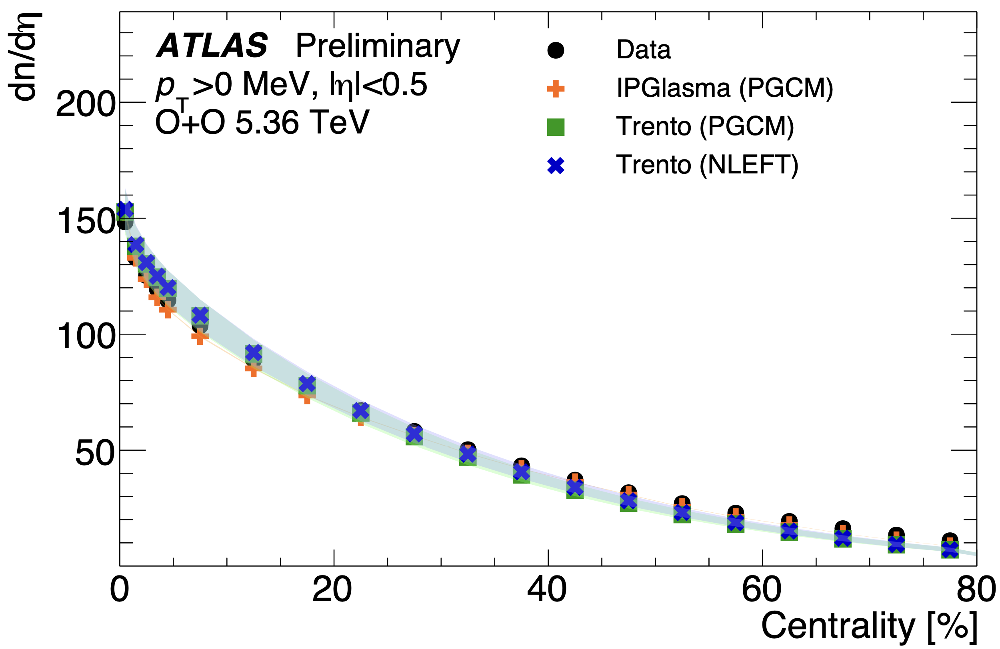 dn/dη
ATLAS Preliminary
pT >0 MeV, |η|<0.5
O+O 5.36 TeV
Data
IPGlasma (PGCM)
Trento (PGCM)
Trento (NLEFT)
200
150
100
50
0 20 40 60 80
Centrality [%]